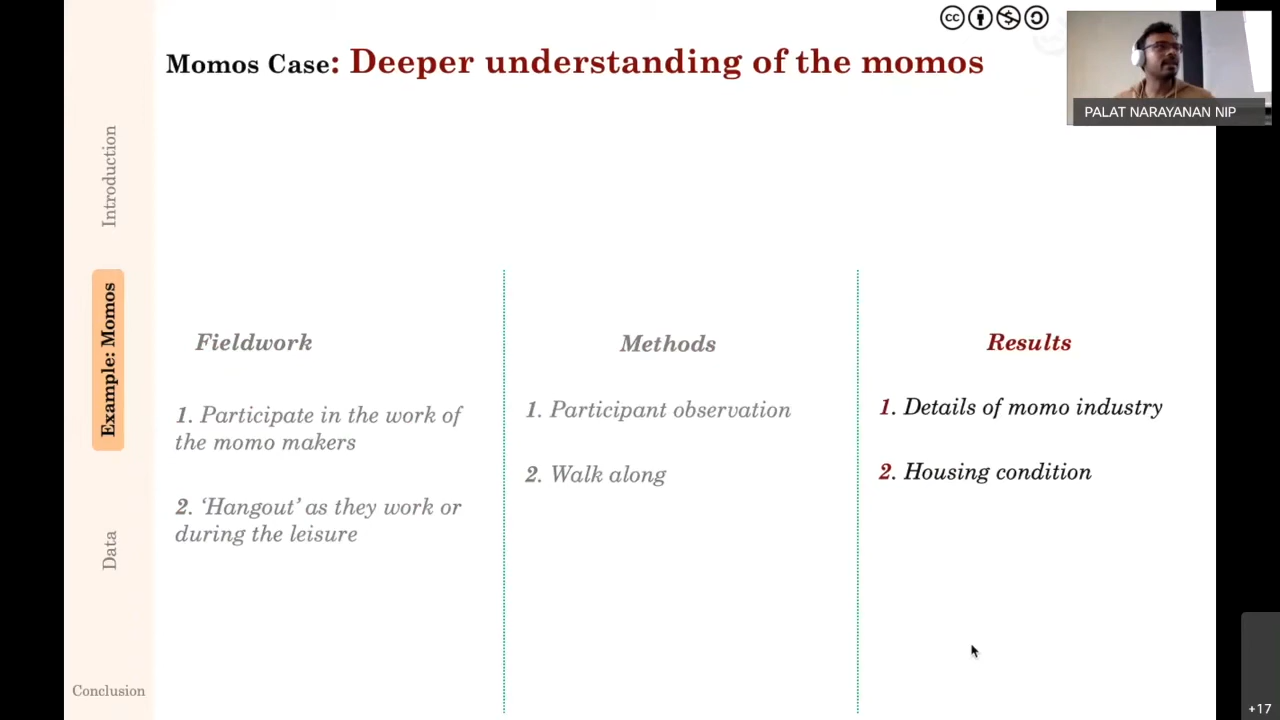 Momos Case: Deeper understanding of the momos
PALAT NARAYANAN NIP
Introduction
Example: Momos
Data
Conclusion
Fieldwork
1. Participate in the work of
the momo makers
2. ‘Hangout’ as they work or
during the leisure
Methods
1. Participant observation
2. Walk along
Results
1. Details of momo industry
2. Housing condition
cc
+17